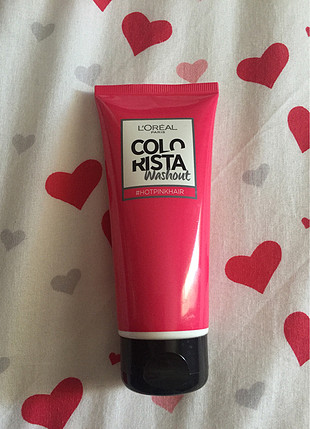 L'ORÉAL
PARIS
COLO
RISTA
Washout
#HOTPINKHAIR